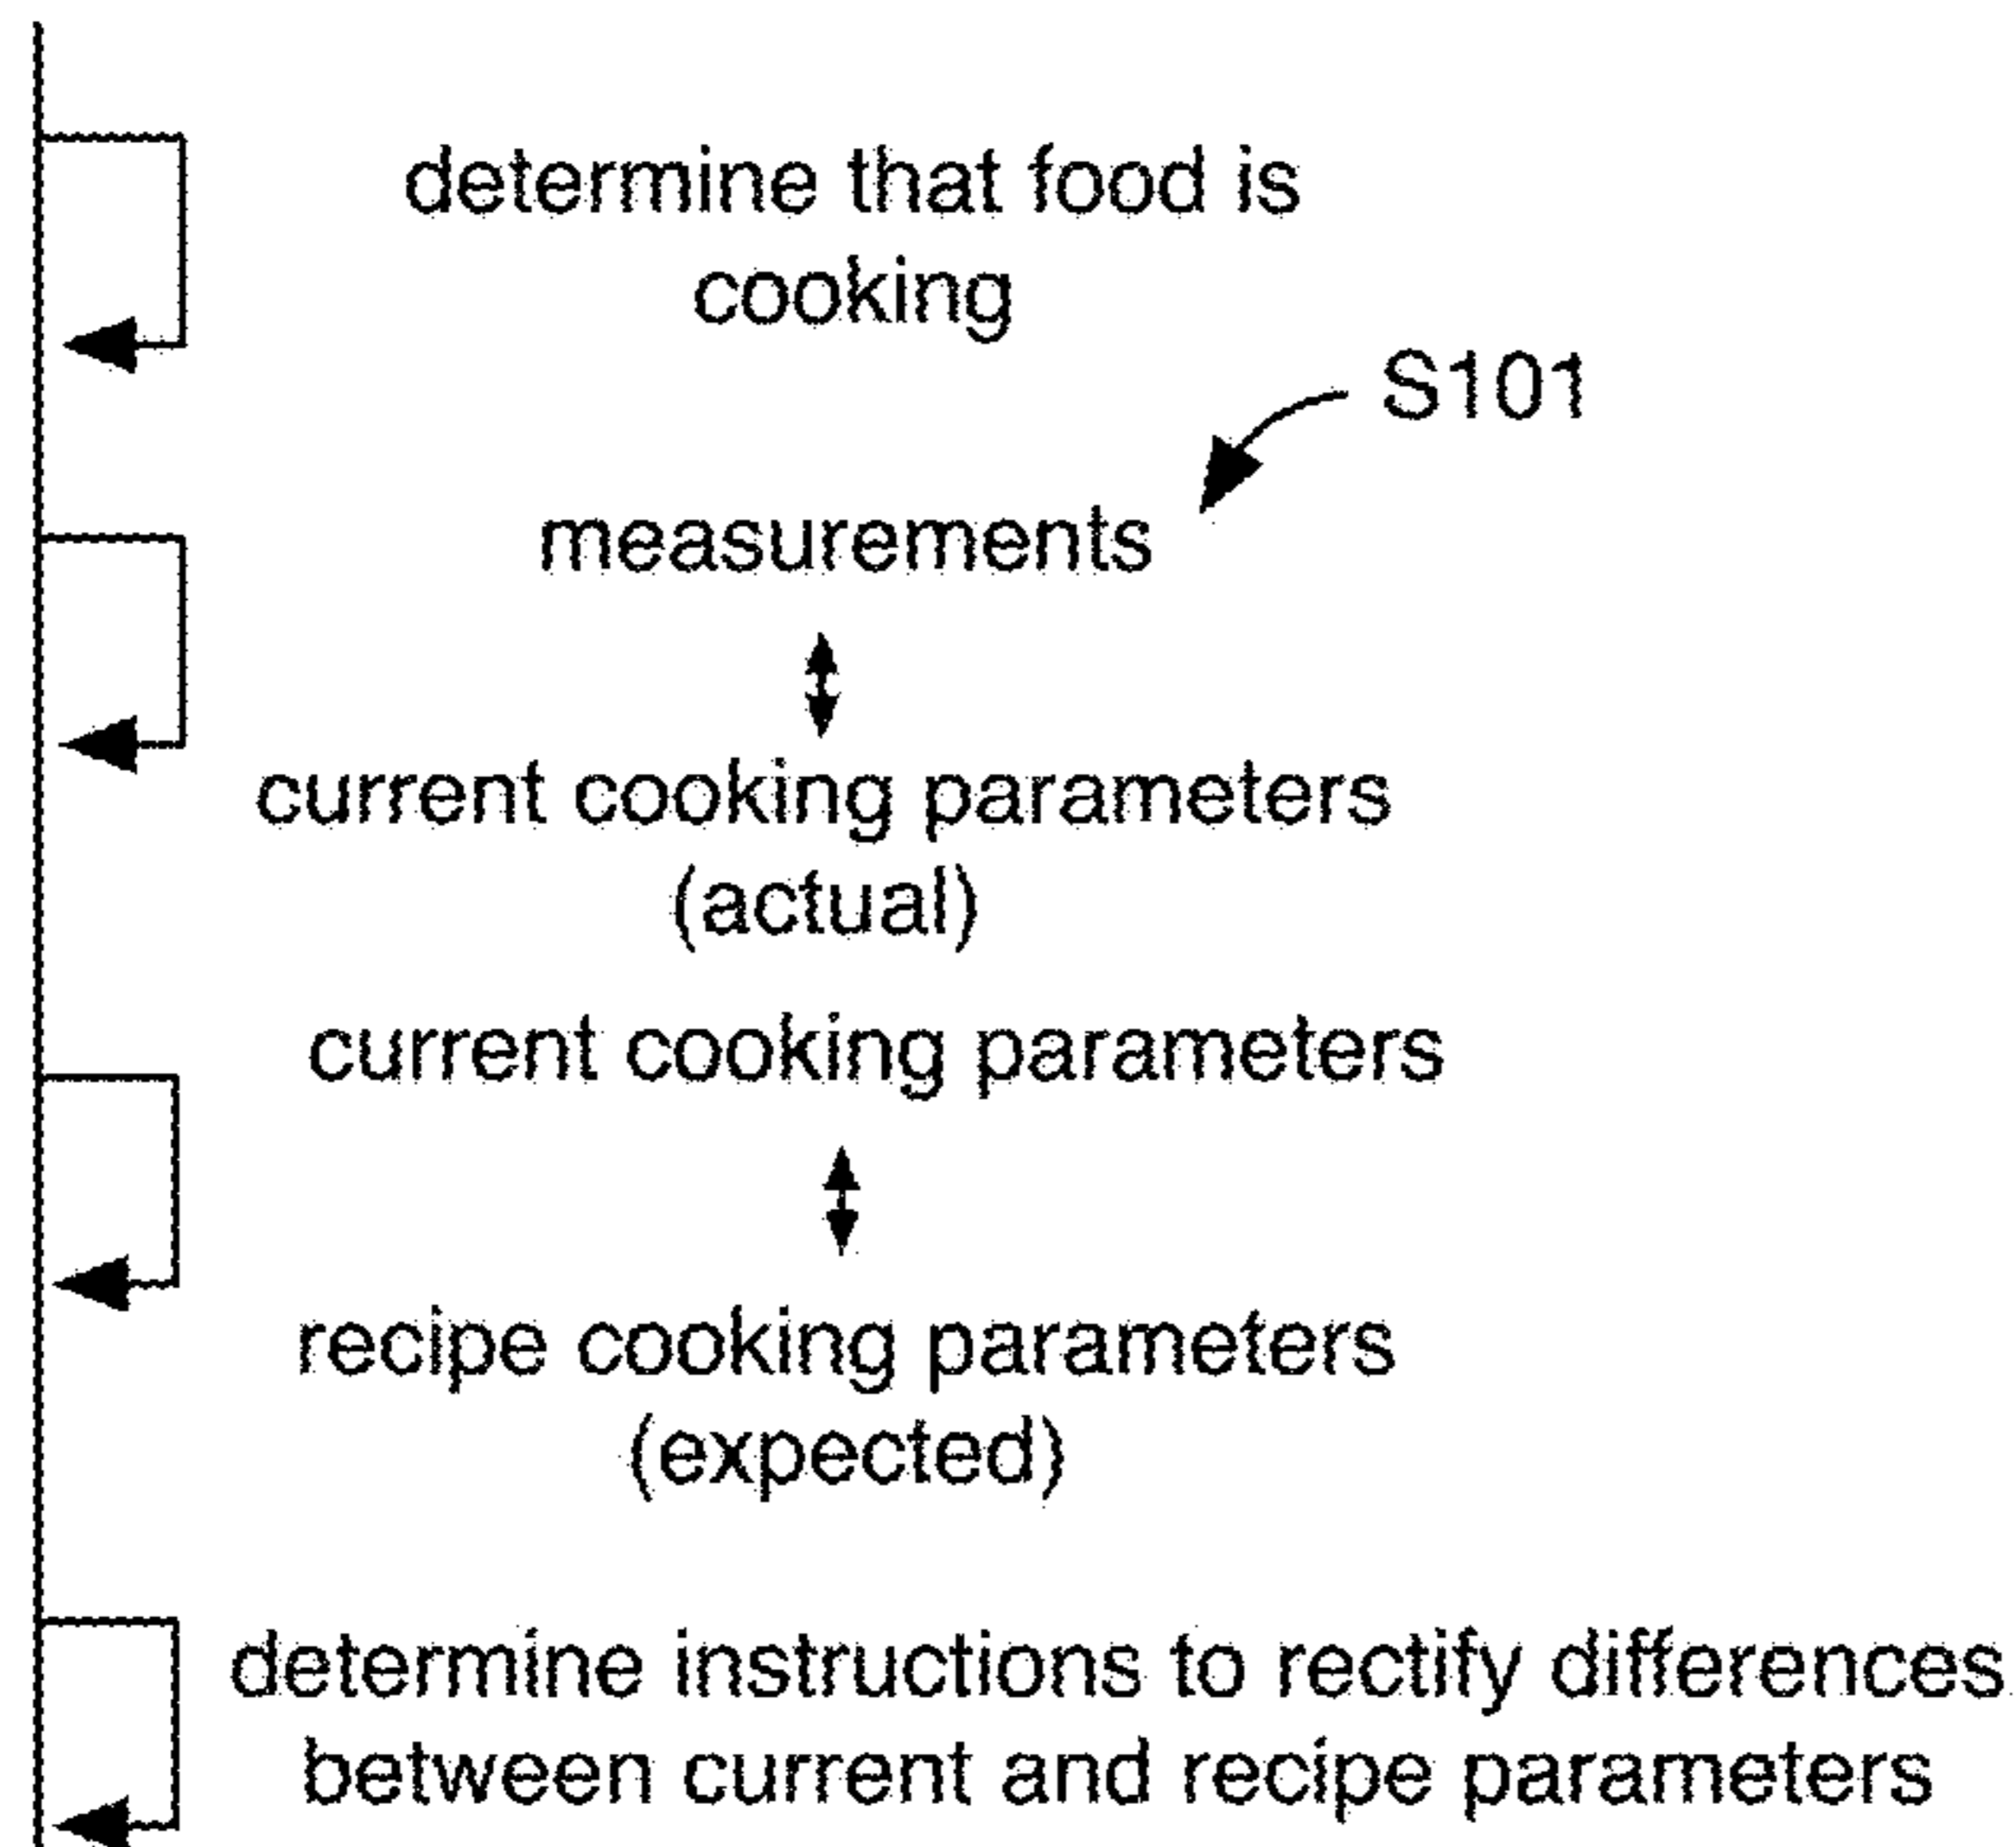 determine that food is
cooking
S101
measurements
current cooking parameters
(actual)
current cooking parameters
recipe cooking parameters
(expected)
determine instructions to rectify differences
between current and recipe parameters